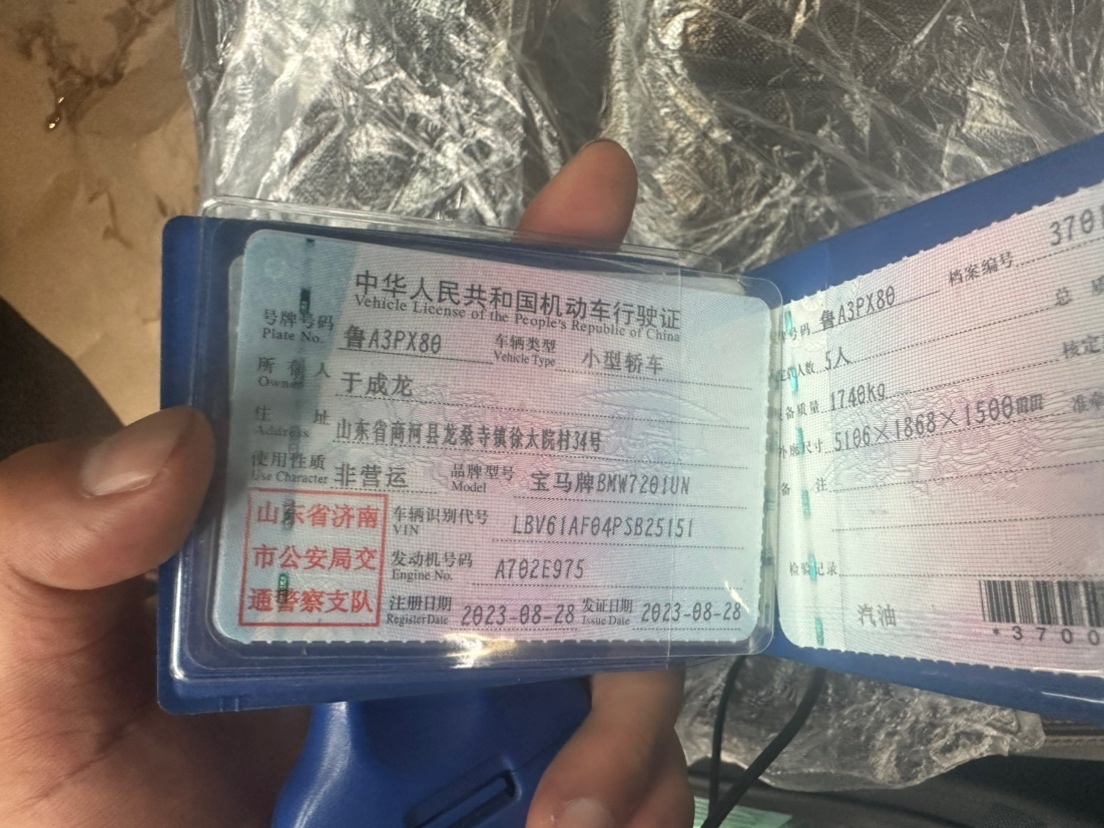 中华人民共和国机动车行驶证
Vehicle License of the People's Republic of China
号牌号码 鲁A3PX80 车辆类型 小型轿车
Plate No. Vehicle Type
所有人 于成龙
Owner
住址 山东省商河县龙桑寺镇徐太院村34号
Address
使用性质 非营运 品牌型号 宝马牌BMW7201UN
Use Character Model
山东省济南
市公安局交
通警察支队
车辆识别代号 LBV61AF04PSB25151
VIN
发动机号码 A702E975
Engine No.
注册日期 2023-08-28 发证日期 2023-08-28
Register Date Issue Date
档案编号 3701
号牌号码 鲁A3PX80
人数 5人
总质
备质量 1740kg
核定
外廓尺寸 5106×1868×1500mm 准牵
备注
检验记录
汽油
*3700